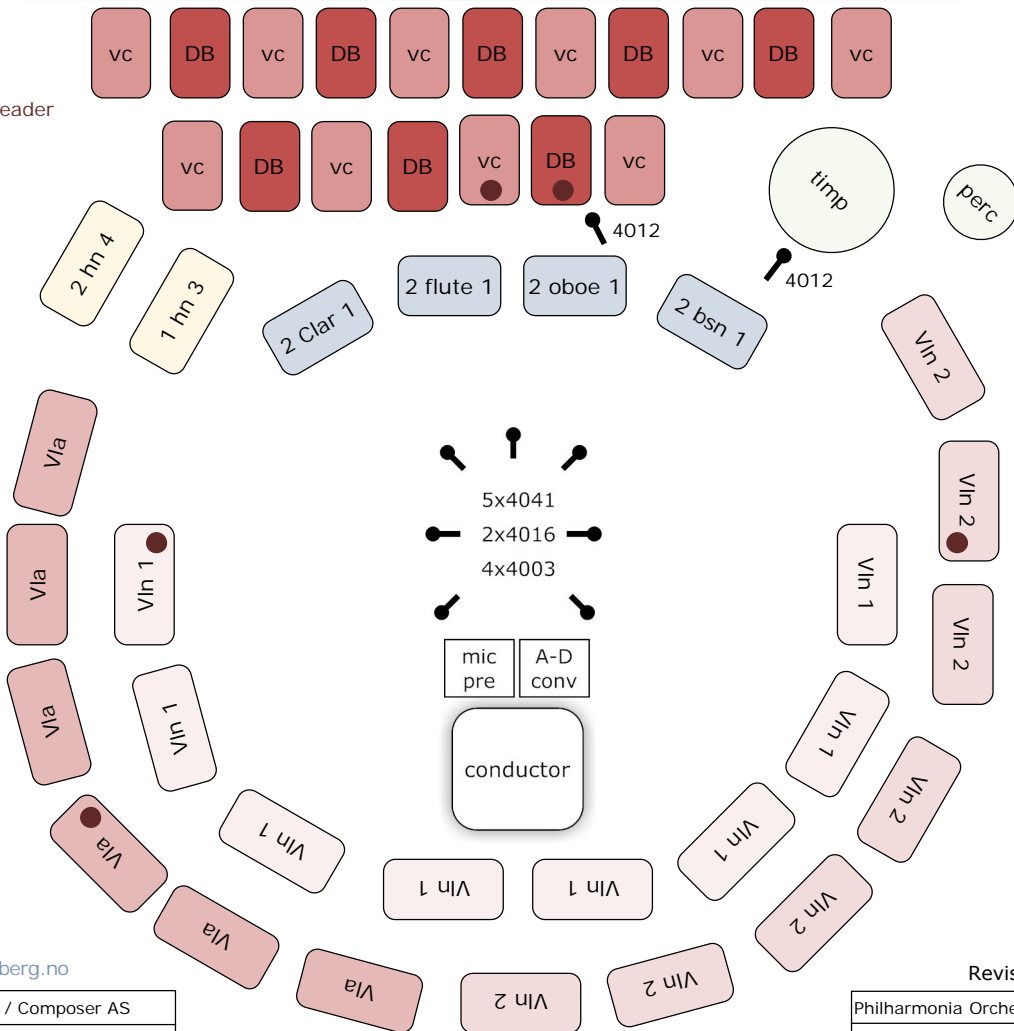 vc
DB
vc
DB
vc
DB
vc
DB
vc
DB
vc
eader
vc
DB
vc
DB
vc
DB
vc
timp
perc
4012
4012
2 hn 4
1 hn 3
2 Clar 1
2 flute 1
2 oboe 1
2 bsn 1
Vln 2
Vla
Vln 2
5x4041
2x4016
4x4003
Vla
Vln 1
Vln 1
Vln 2
mic
pre
A-D
conv
Vla
Vln 1
Vln 1
conductor
Vln 2
Vla
Vln 1
Vln 1
Vln 1
Vln 1
Vln 2
Vla
Vla
Vln 2
Vln 2
berg.no
Revis
/ Composer AS
Philharmonia Orche